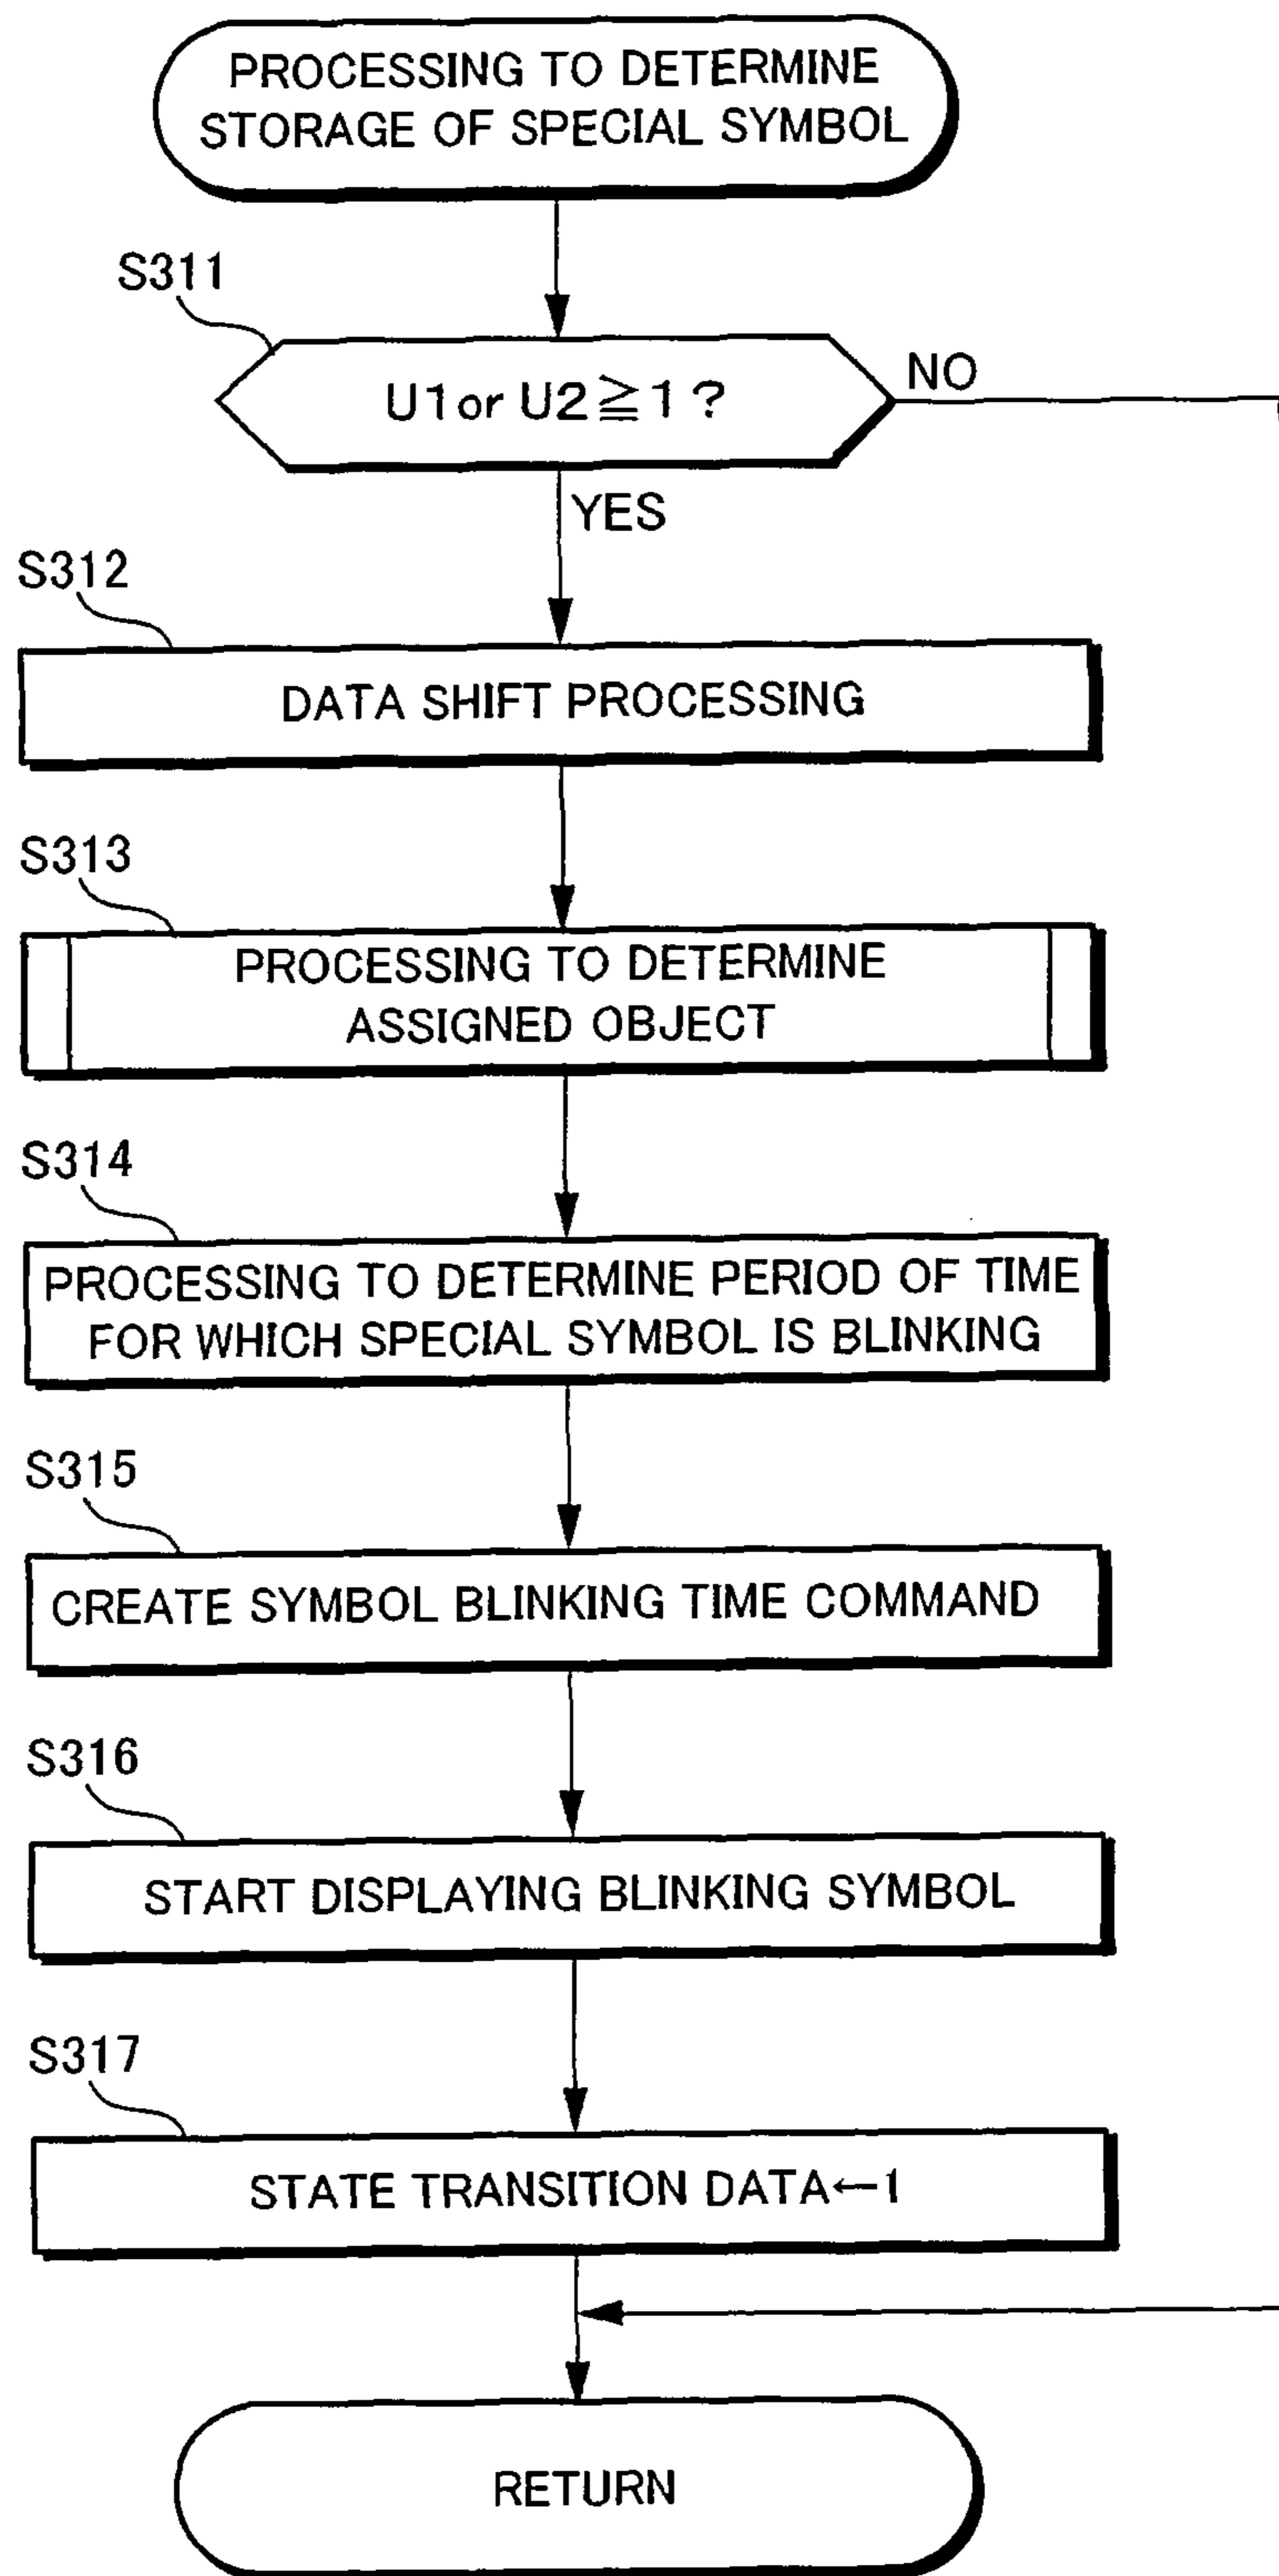 PROCESSING TO DETERMINE
STORAGE OF SPECIAL SYMBOL
S311
U1 or U2≧1?
NO
YES
S312
DATA SHIFT PROCESSING
S313
PROCESSING TO DETERMINE
ASSIGNED OBJECT
S314
PROCESSING TO DETERMINE PERIOD OF TIME
FOR WHICH SPECIAL SYMBOL IS BLINKING
S315
CREATE SYMBOL BLINKING TIME COMMAND
S316
START DISPLAYING BLINKING SYMBOL
S317
STATE TRANSITION DATA←1
RETURN